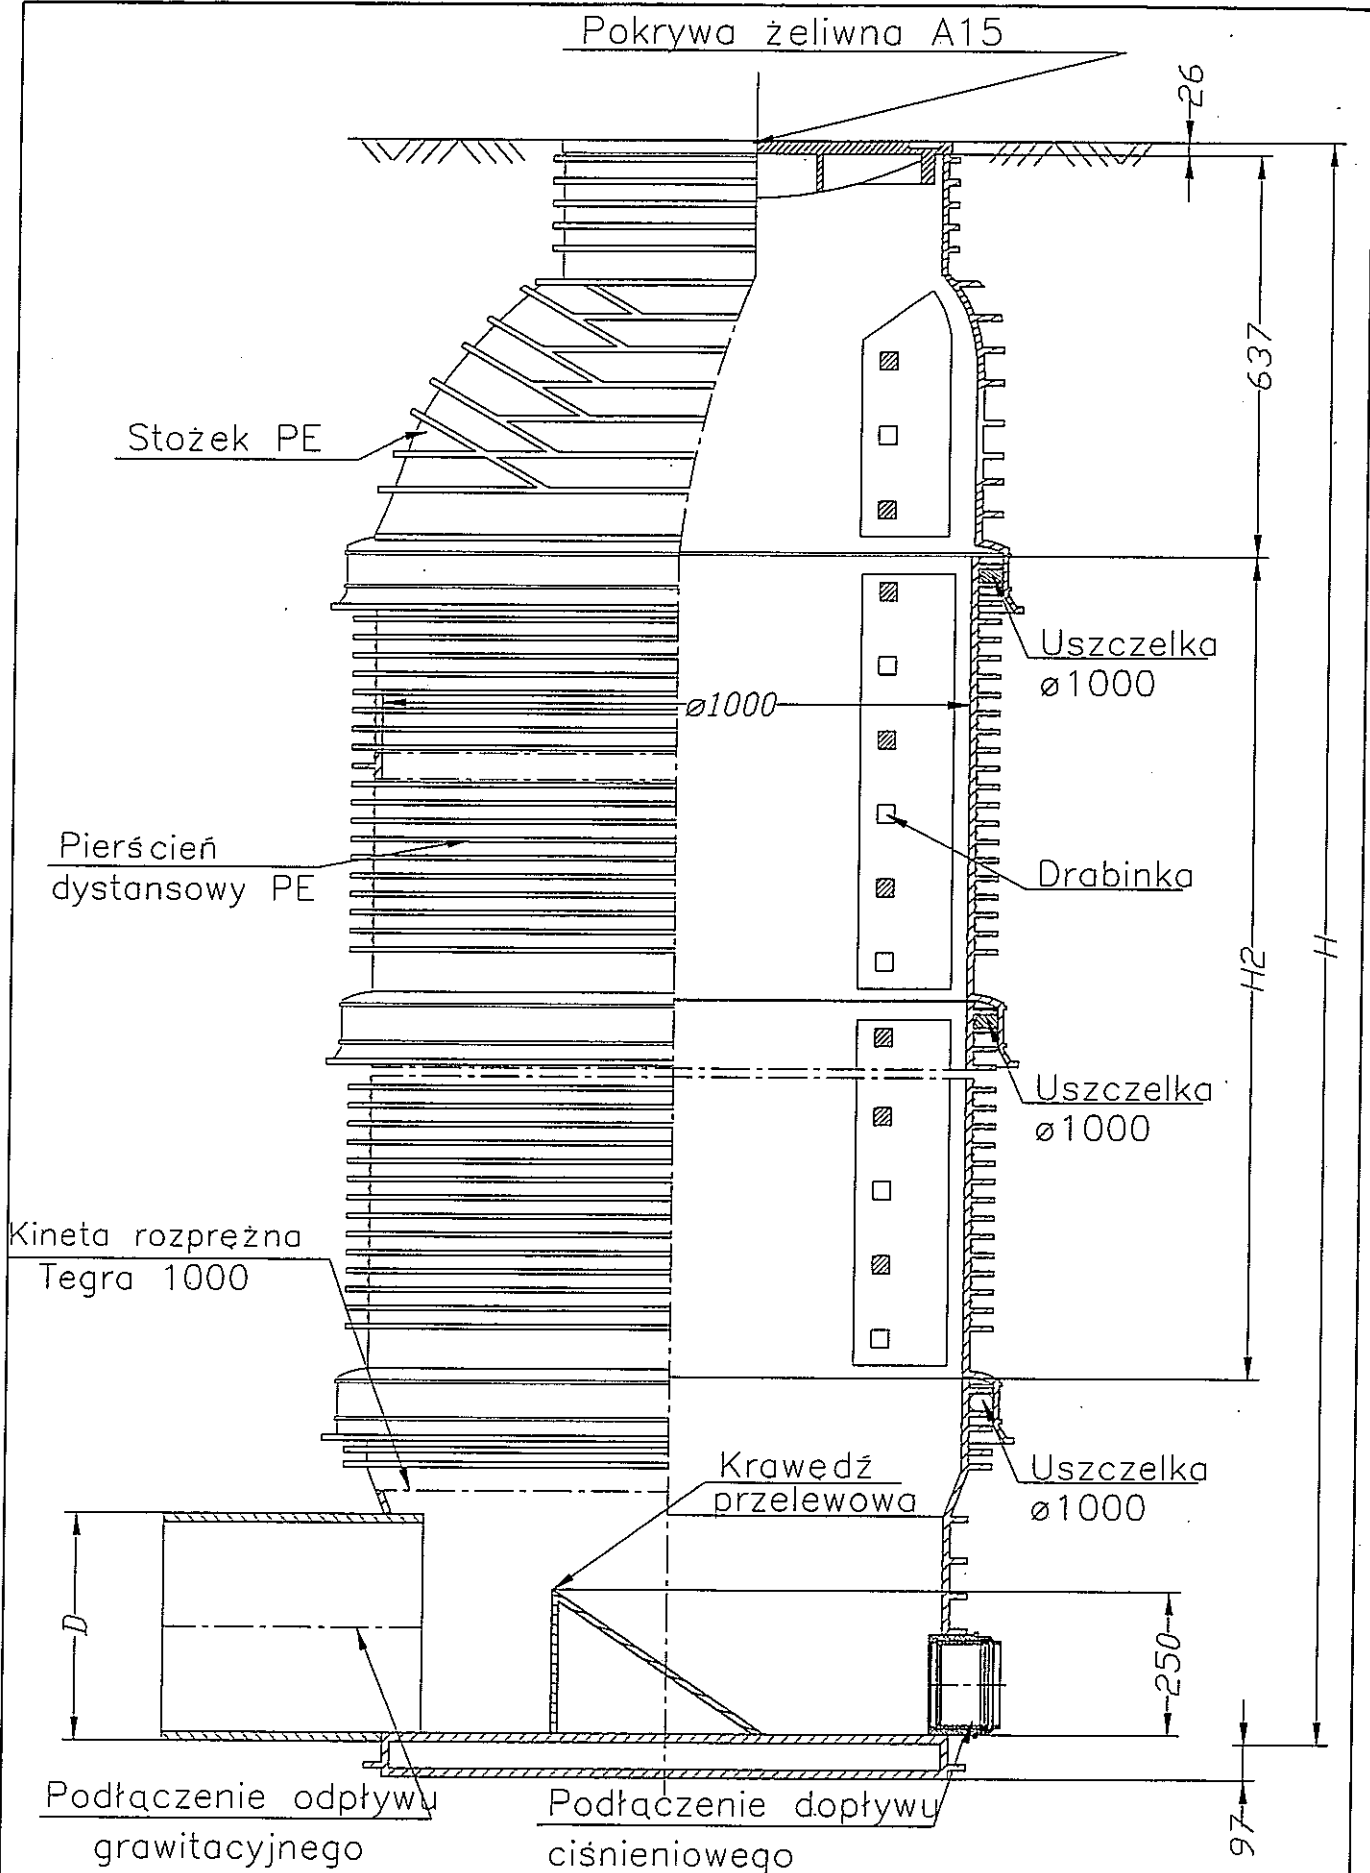 Pokrywa żeliwna A15
26
637
Stożek PE
Uszczelka
ø1000
ø1000
Pierścień
dystansowy PE
Drabinka
H2
H
Uszczelka
ø1000
Kineta rozprężna
Tegra 1000
Krawędź
przelewowa
Uszczelka
ø1000
D
250
Podłączenie odpływu
grawitacyjnego
Podłączenie dopływu
ciśnieniowego
97